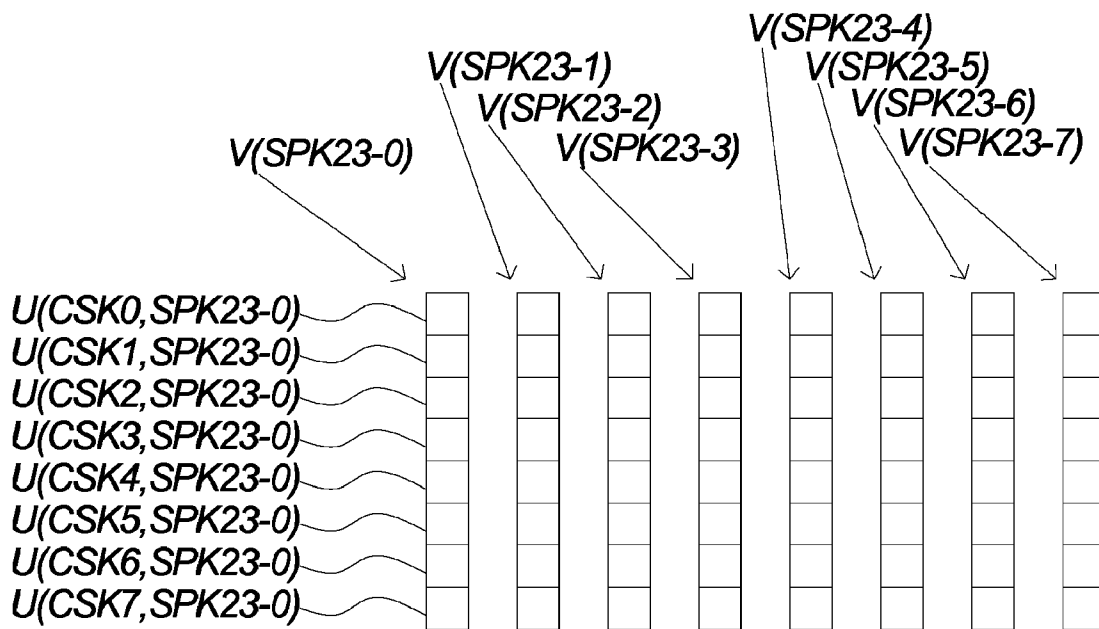 V(SPK23-4)
V(SPK23-1)
V(SPK23-5)
V(SPK23-2)
V(SPK23-6)
V(SPK23-0)
V(SPK23-3)
V(SPK23-7)
U(CSK0,SPK23-0)
U(CSK1,SPK23-0)
U(CSK2,SPK23-0)
U(CSK3,SPK23-0)
U(CSK4,SPK23-0)
U(CSK5,SPK23-0)
U(CSK6,SPK23-0)
U(CSK7,SPK23-0)